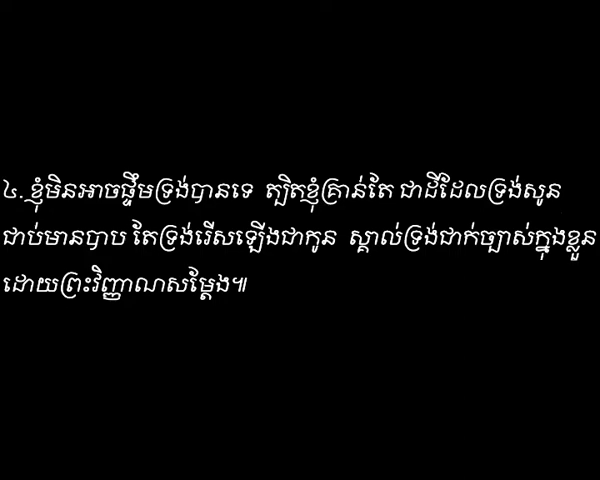 ៤. ខ្ញុំមិនអាចផ្ទឹមទ្រង់បានទេ ត្បិតខ្ញុំគ្រាន់តែ ជាដីដែលទ្រង់សូន
ជាប់មានបាប តែទ្រង់រើសឡើងជាកូន ស្គាល់ទ្រង់ជាក់ច្បាស់ក្នុងខ្លួន
ដោយព្រះវិញ្ញាណសម្ដែង៕